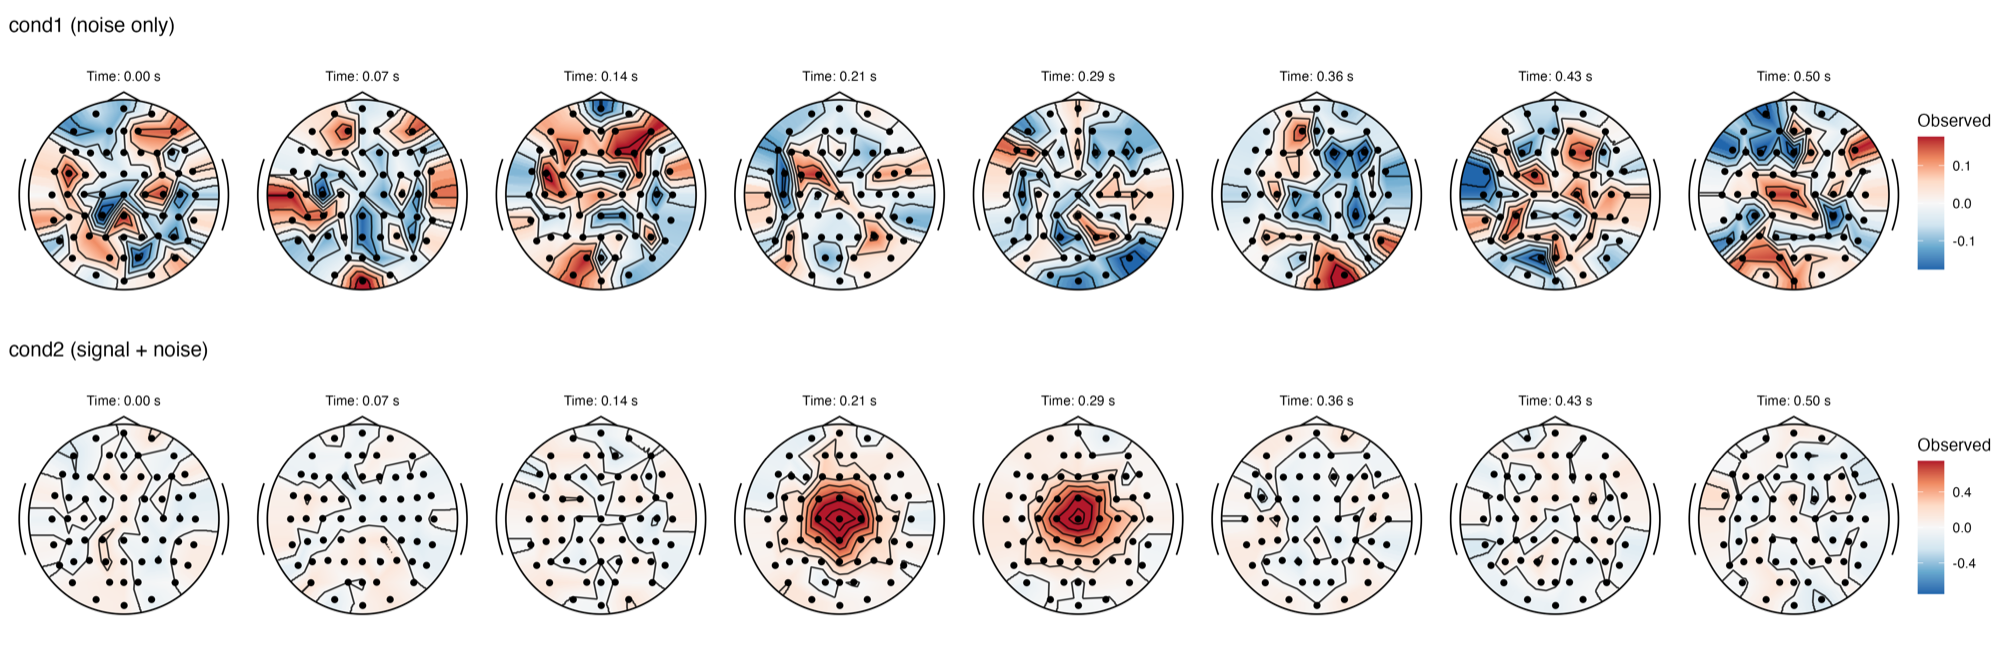 cond1 (noise only)
Time: 0.00 s Time: 0.07 s Time: 0.14 s Time: 0.21 s Time: 0.29 s Time: 0.36 s Time: 0.43 s Time: 0.50 s
Observed
0.1
0.0
-0.1
cond2 (signal + noise)
Time: 0.00 s Time: 0.07 s Time: 0.14 s Time: 0.21 s Time: 0.29 s Time: 0.36 s Time: 0.43 s Time: 0.50 s
Observed
0.4
0.0
-0.4